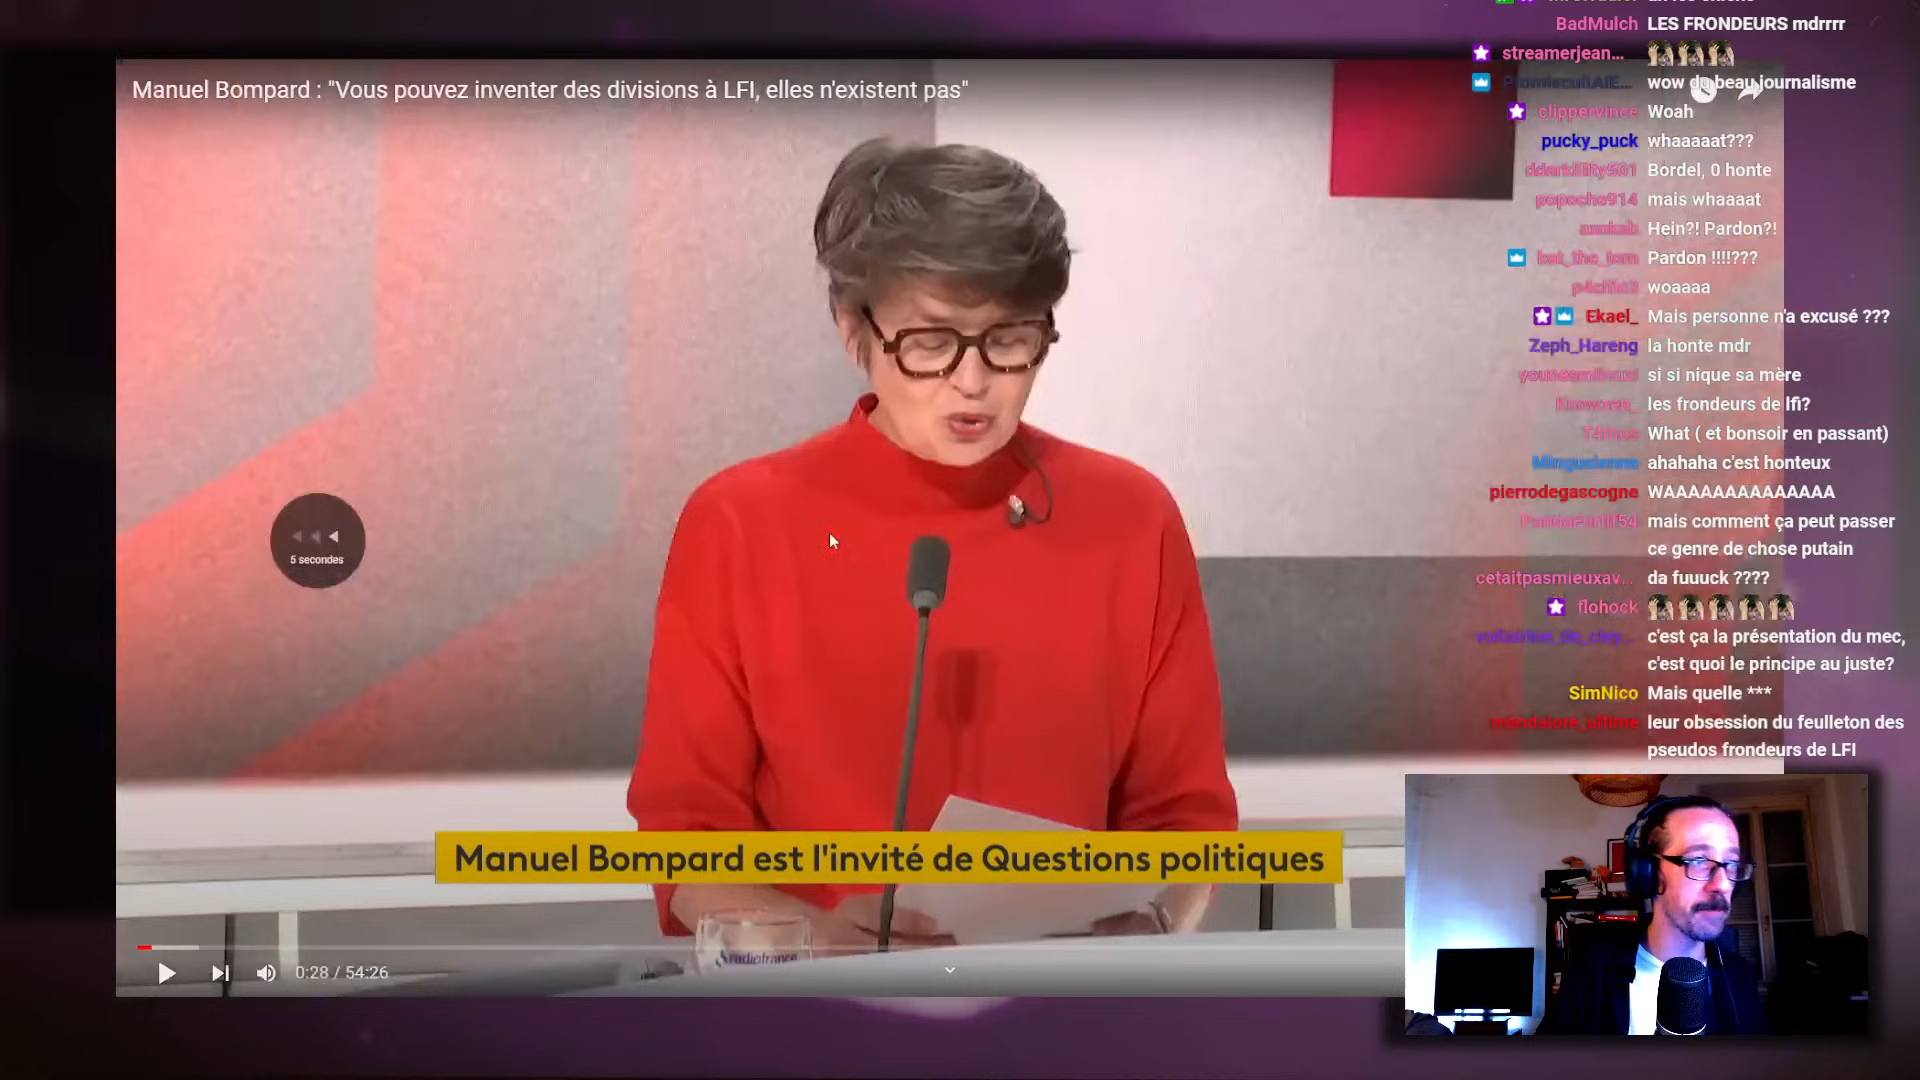 Manuel Bompard : "Vous pouvez inventer des divisions à LFI, elles n'existent pas"
BadMulch LES FRONDEURS mdrrrr
streamerjean...
wow du beau journalisme
clippervince Woah
pucky_puck whaaaaat???
Bordel, 0 honte
popocha914 mais whaaaat
Hein?! Pardon?!
Pardon !!!!???
woaaaa
Ekael_ Mais personne n'a excusé ???
Zeph_Hareng la honte mdr
si si nique sa mère
les frondeurs de lfi?
What ( et bonsoir en passant)
ahahaha c'est honteux
pierrodegascogne WAAAAAAAAAAAAAA
mais comment ça peut passer
ce genre de chose putain
cetaitpasmieuxav... da fuuuck ????
flohock
c'est ça la présentation du mec,
c'est quoi le principe au juste?
SimNico Mais quelle ***
leur obsession du feulleton des
pseudos frondeurs de LFI
5 secondes
Manuel Bompard est l'invité de Questions politiques
radiofrance
0:28 / 54:26